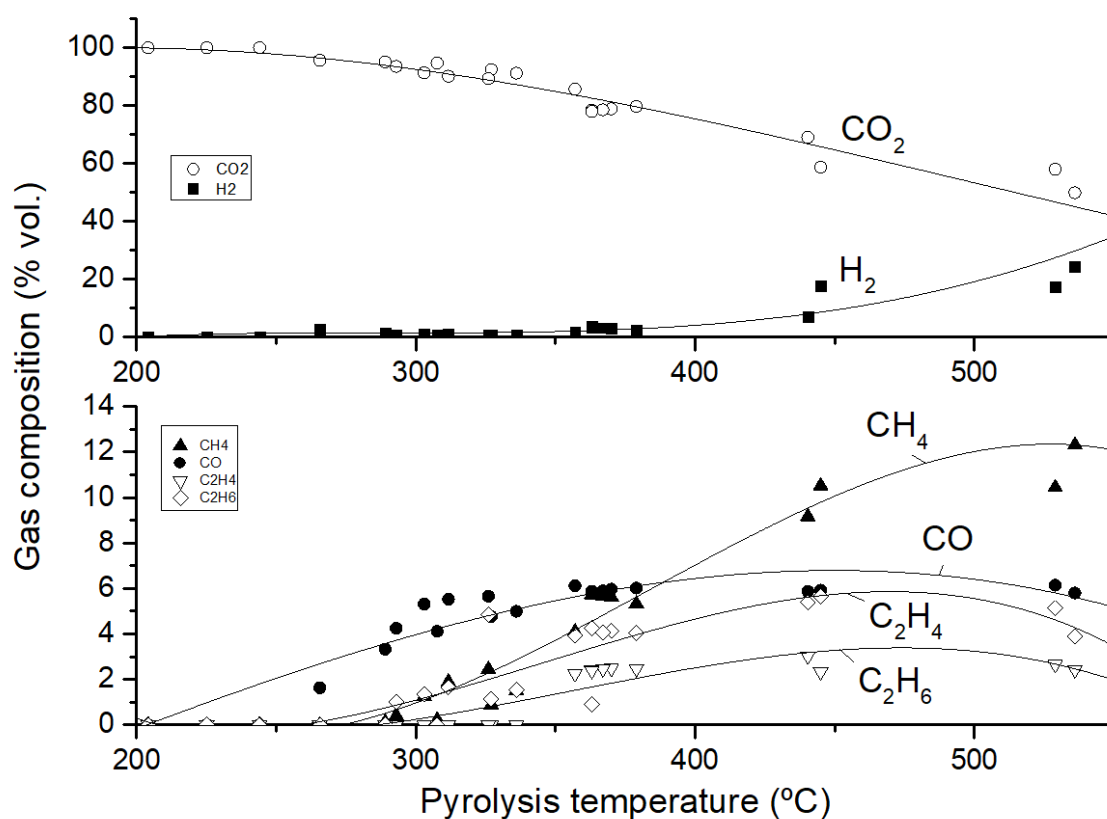 Gas composition (% vol.)
100
80
60
40
20
0
CO2
H2
CO₂
H₂
200
300
400
500
14
12
10
8
6
4
2
0
CH4
CO
C2H4
C2H6
CH₄
CO
C₂H₄
C₂H₆
200
300
400
500
Pyrolysis temperature (ºC)